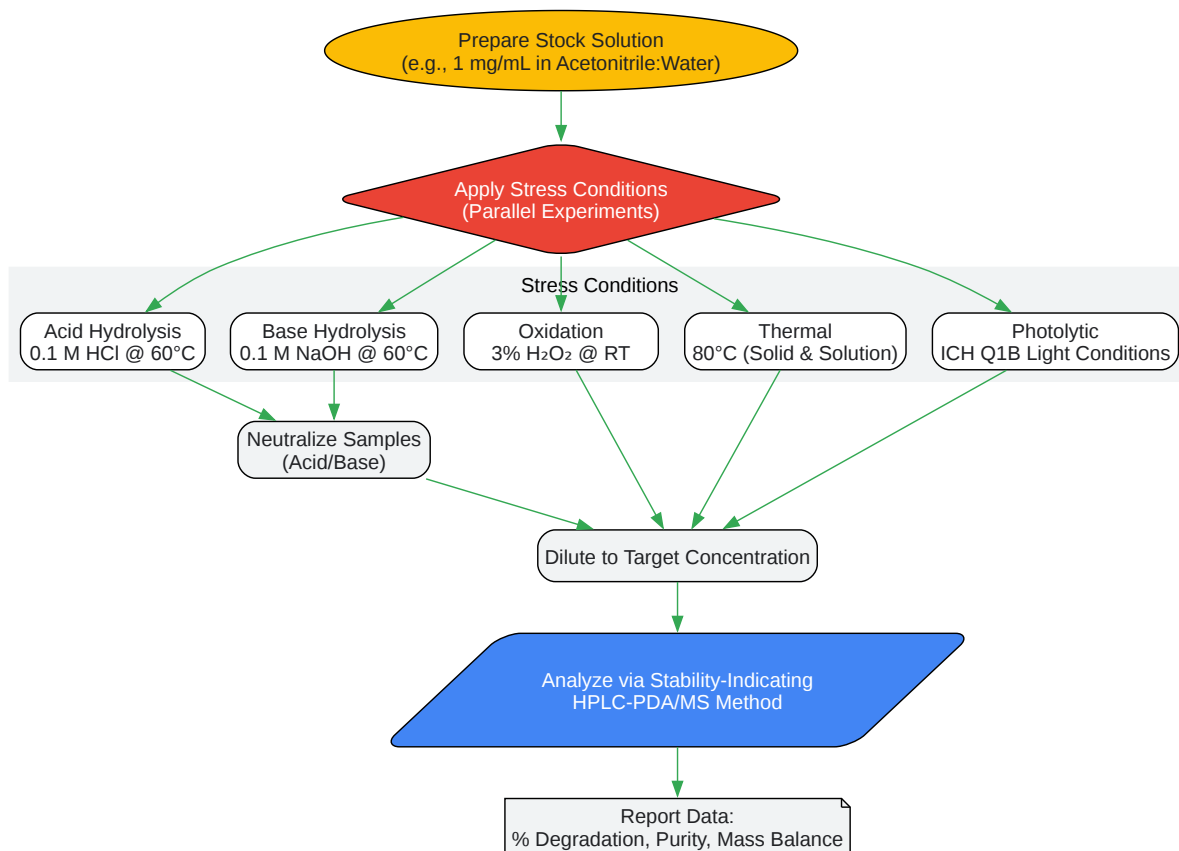 Prepare Stock Solution
(e.g., 1 mg/mL in Acetonitrile:Water)
Apply Stress Conditions
(Parallel Experiments)
Stress Conditions
Acid Hydrolysis
0.1 M HCl @ 60°C
Base Hydrolysis
0.1 M NaOH @ 60°C
Oxidation
3% H₂O₂ @ RT
Thermal
80°C (Solid & Solution)
Photolytic
ICH Q1B Light Conditions
Neutralize Samples
(Acid/Base)
Dilute to Target Concentration
Analyze via Stability-Indicating
HPLC-PDA/MS Method
Report Data:
% Degradation, Purity, Mass Balance